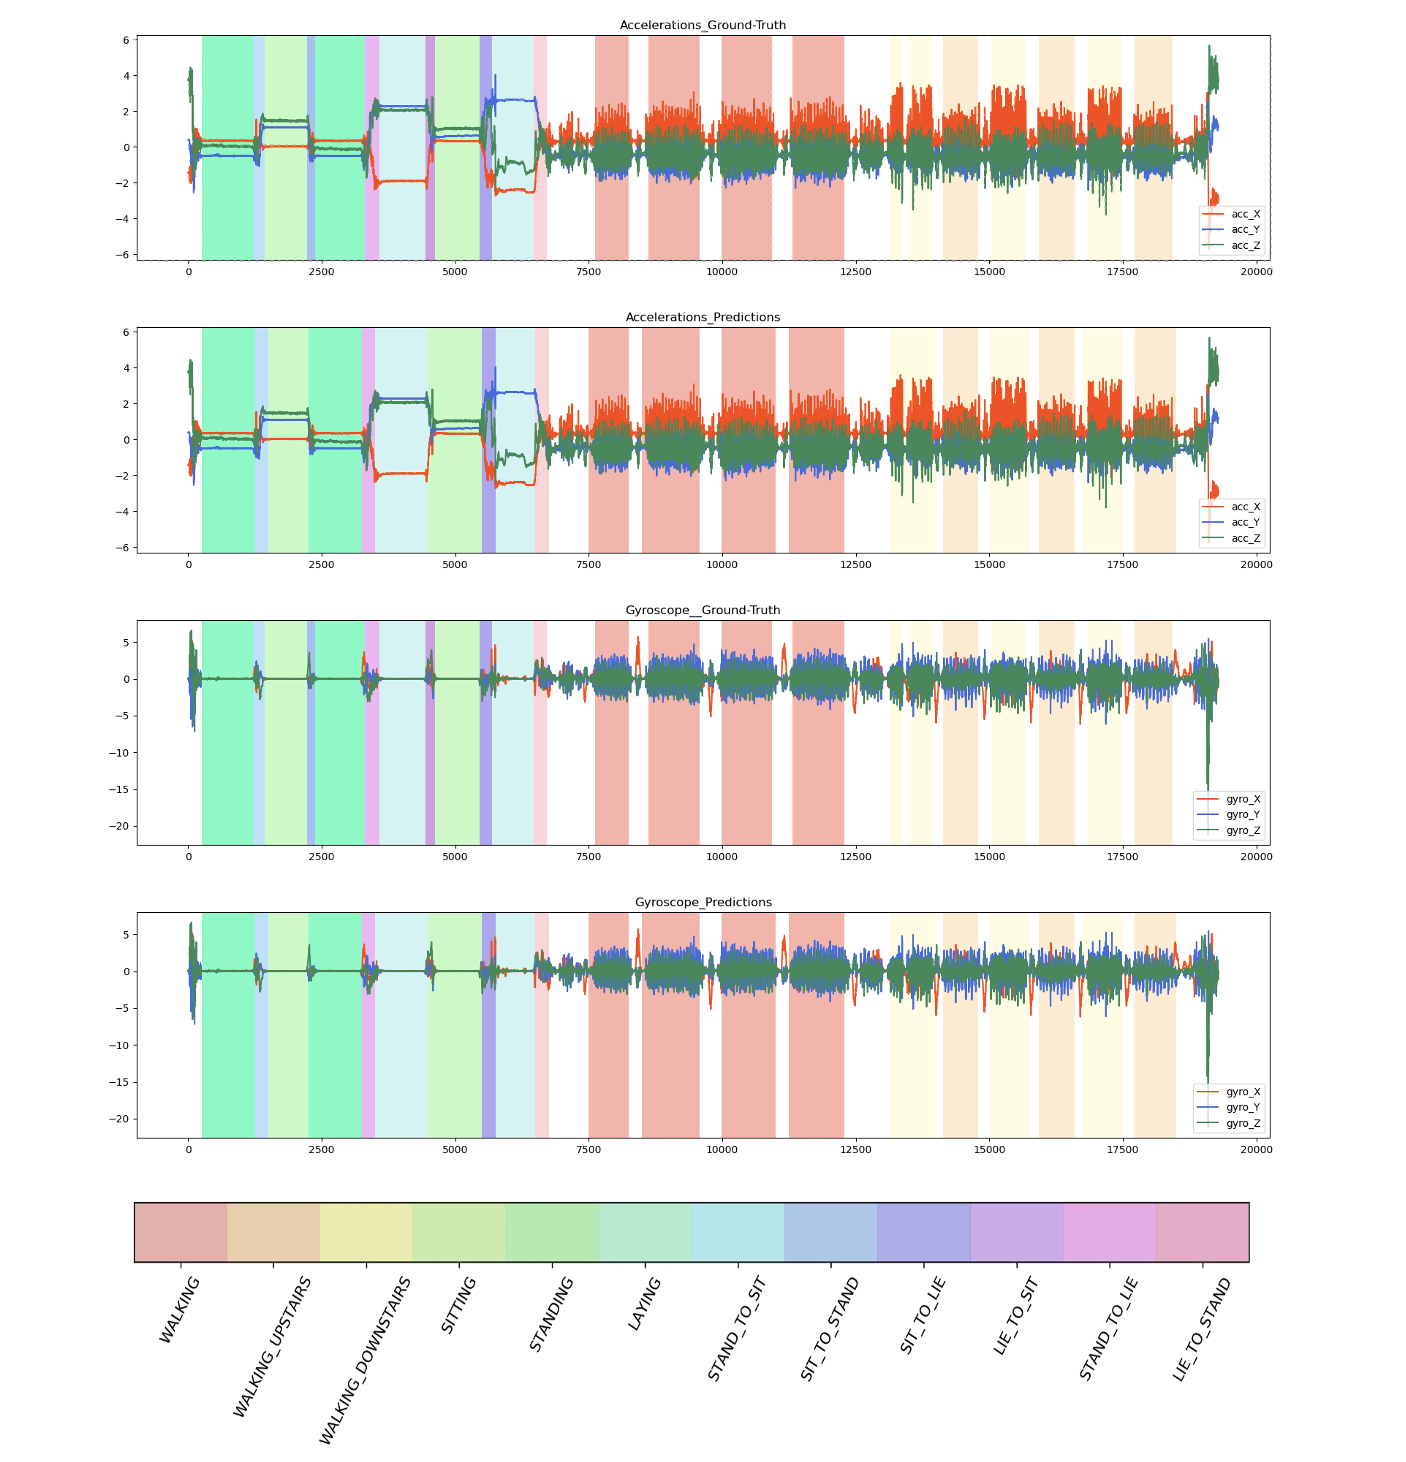 Accelerations_Ground-Truth
6
4
2
0
−2
−4
−6
acc_X
acc_Y
acc_Z
0 2500 5000 7500 10000 12500 15000 17500 20000
Accelerations_Predictions
6
4
2
0
−2
−4
−6
acc_X
acc_Y
acc_Z
0 2500 5000 7500 10000 12500 15000 17500 20000
Gyroscope__Ground-Truth
5
0
−5
−10
−15
−20
gyro_X
gyro_Y
gyro_Z
0 2500 5000 7500 10000 12500 15000 17500 20000
Gyroscope_Predictions
5
0
−5
−10
−15
−20
gyro_X
gyro_Y
gyro_Z
0 2500 5000 7500 10000 12500 15000 17500 20000
WALKING
WALKING_UPSTAIRS
WALKING_DOWNSTAIRS
SITTING
STANDING
LAYING
STAND_TO_SIT
SIT_TO_STAND
SIT_TO_LIE
LIE_TO_SIT
STAND_TO_LIE
LIE_TO_STAND